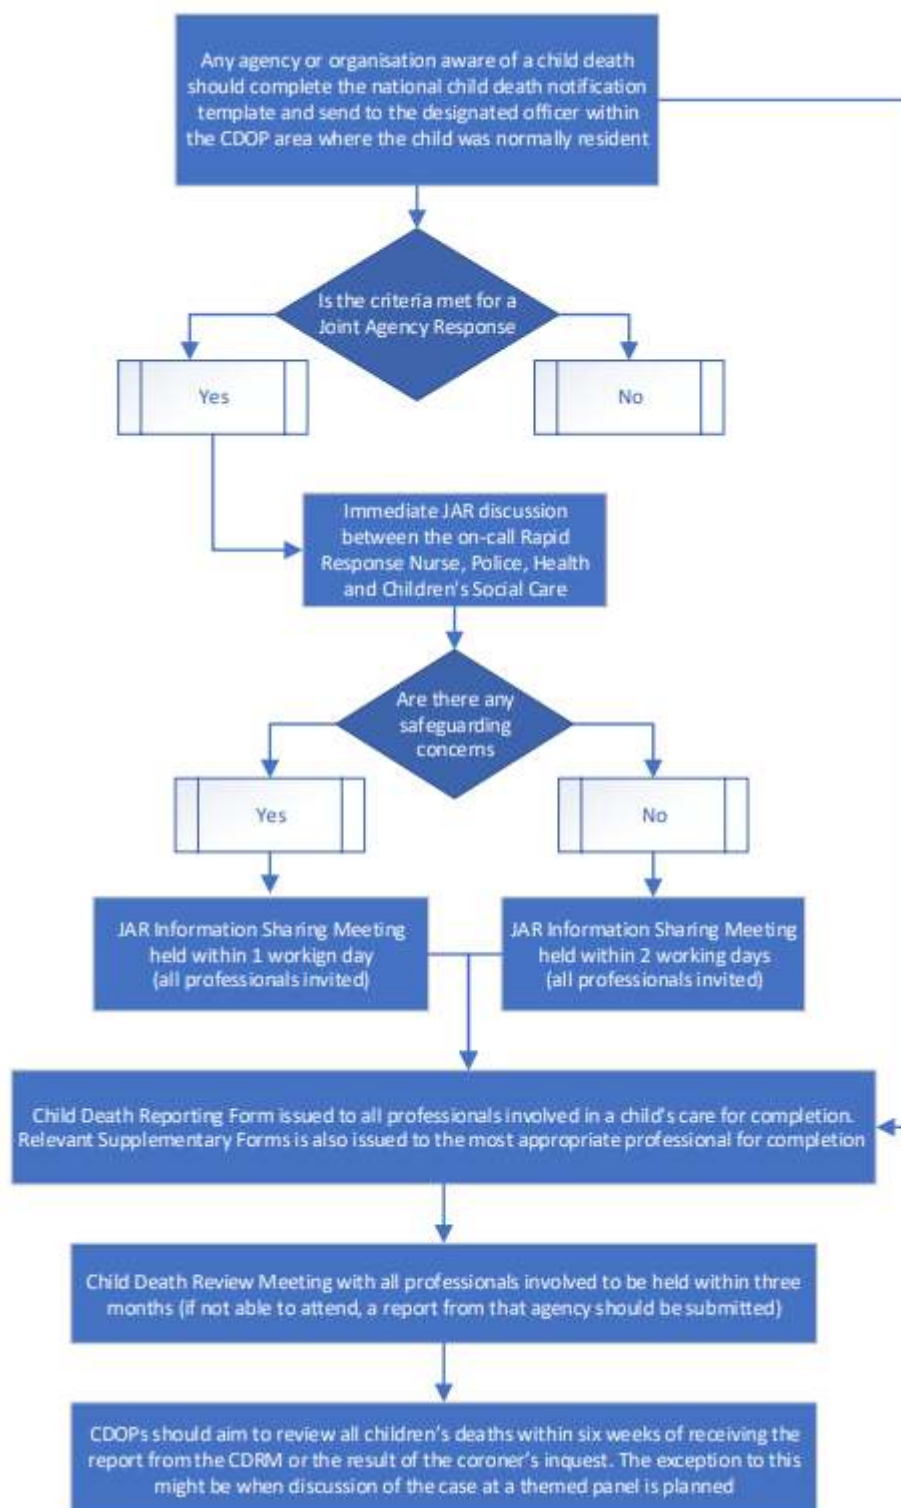 Any agency or organisation aware of a child death
should complete the national child death notification
template and send to the designated officer within
the CDOP area where the child was normally resident
Is the criteria met for a
Joint Agency Response
Yes
No
Immediate JAR discussion
between the on-call Rapid
Response Nurse, Police, Health
and Children's Social Care
Are there any
safeguarding
concerns
Yes
No
JAR Information Sharing Meeting
held within 1 workign day
(all professionals invited)
JAR Information Sharing Meeting
held within 2 working days
(all professionals invited)
Child Death Reporting Form issued to all professionals involved in a child's care for completion.
Relevant Supplementary Forms is also issued to the most appropriate professional for completion
Child Death Review Meeting with all professionals involved to be held within three
months (if not able to attend, a report from that agency should be submitted)
CDOPs should aim to review all children's deaths within six weeks of receiving the
report from the CDRM or the result of the coroner's inquest. The exception to this
might be when discussion of the case at a themed panel is planned